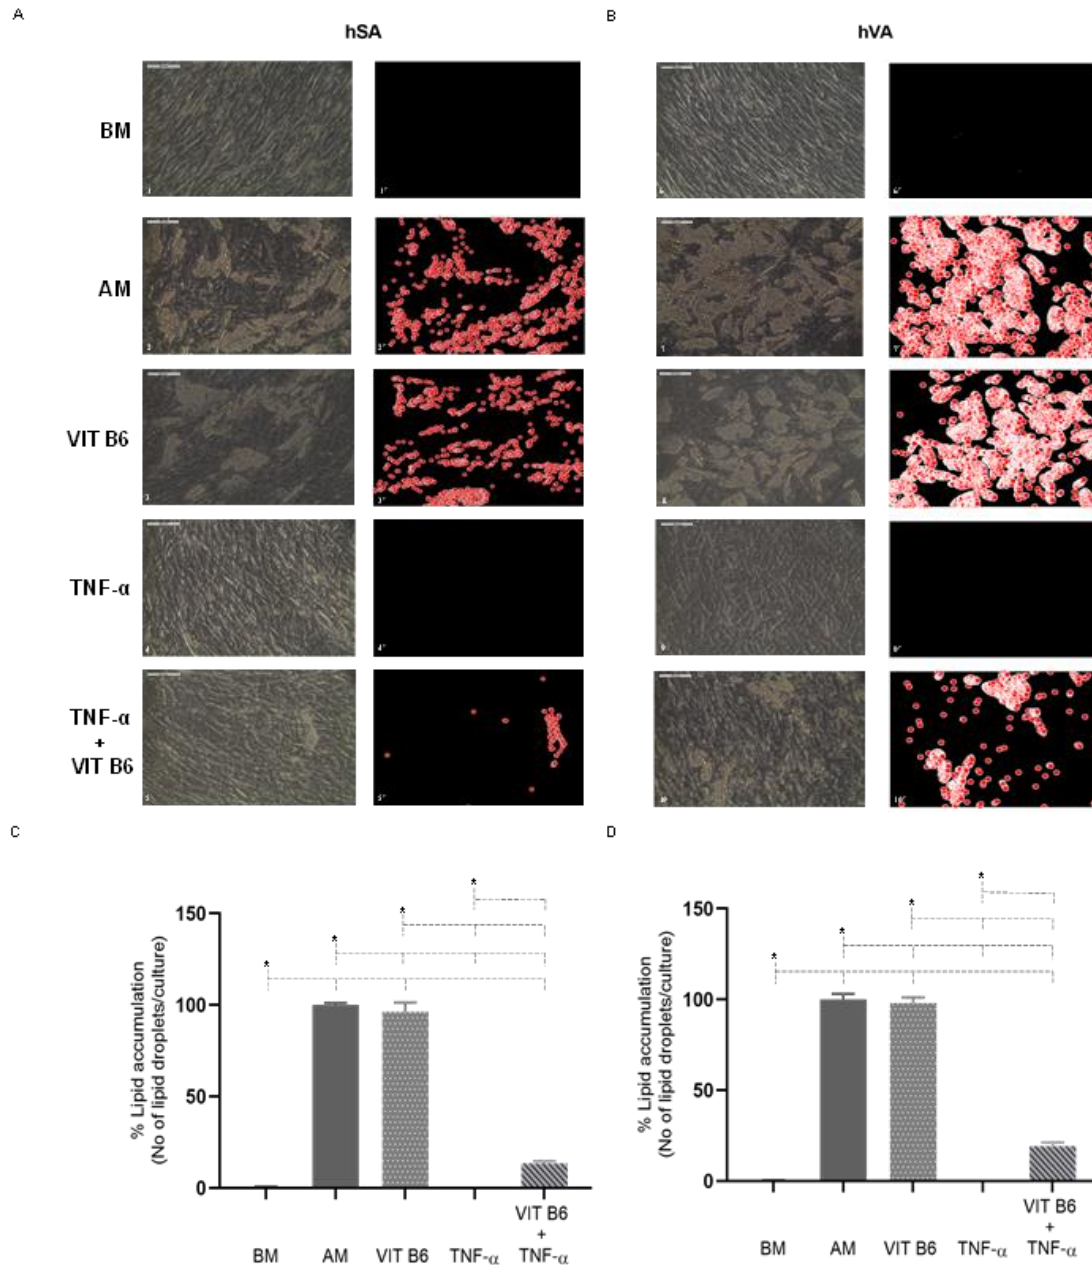 A
B
hSA
hVA
BM
AM
VIT B6
TNF-α
TNF-α
+
VIT B6
C
D
% Lipid accumulation
(No of lipid droplets/culture)
150
100
50
0
*
*
*
*
BM
AM
VIT B6
TNF-α
VIT B6
+
TNF-α
% Lipid accumulation
(No of lipid droplets/culture)
150
100
50
0
*
*
*
*
BM
AM
VIT B6
TNF-α
VIT B6
+
TNF-α